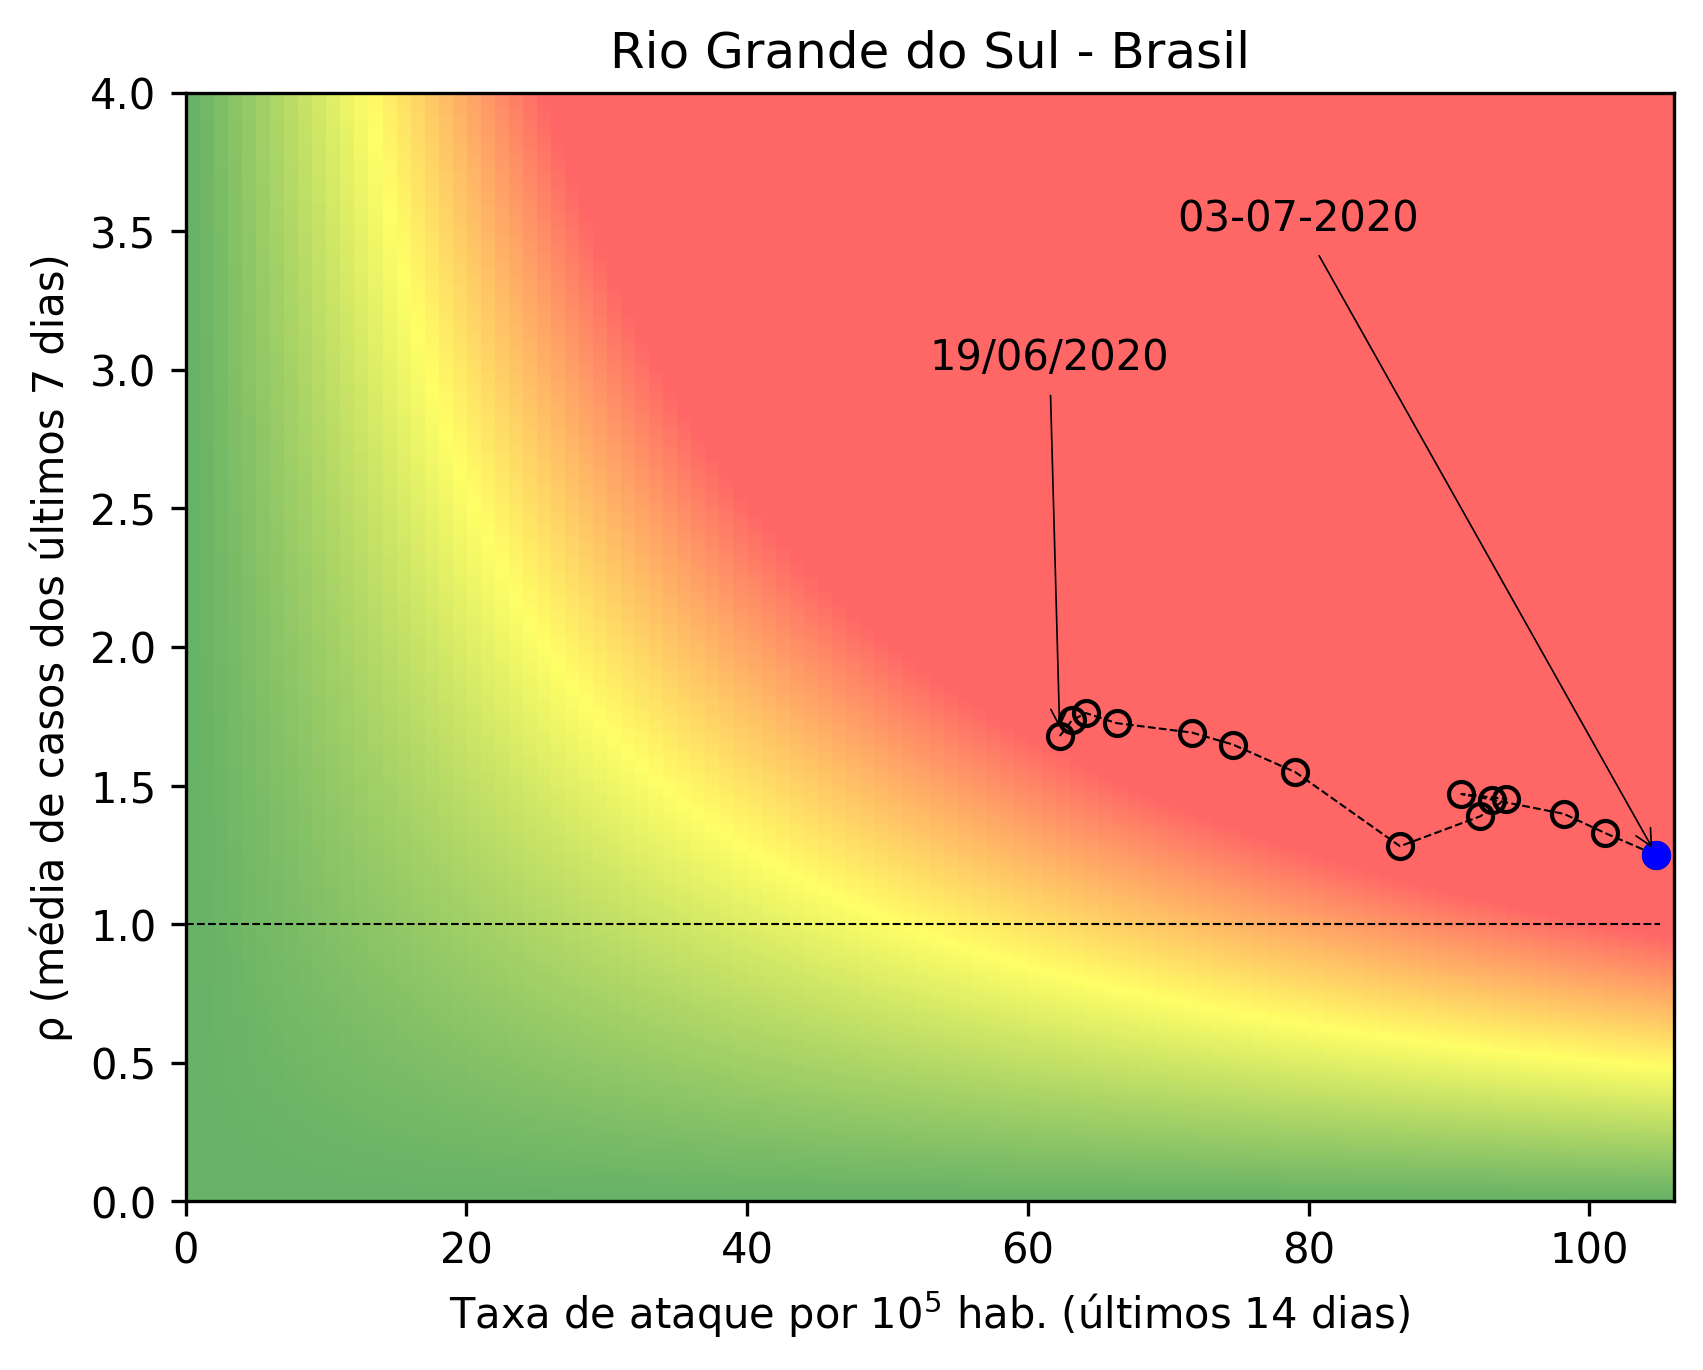 Rio Grande do Sul - Brasil
4.0
3.5
3.0
2.5
2.0
1.5
1.0
0.5
0.0
ρ (média de casos dos últimos 7 dias)
03-07-2020
19/06/2020
0 20 40 60 80 100
Taxa de ataque por 10⁵ hab. (últimos 14 dias)